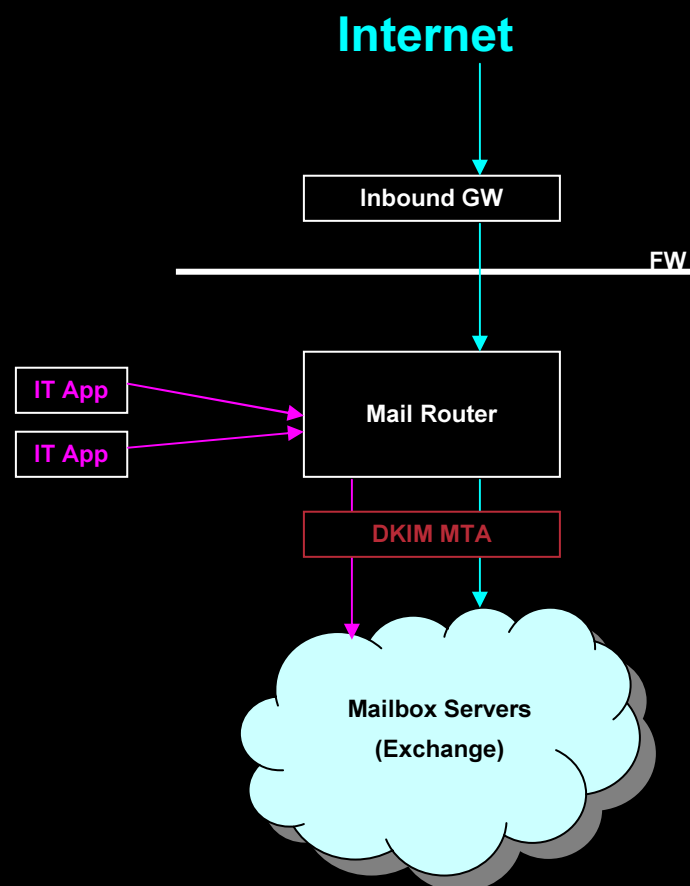 Internet
Inbound GW
FW
IT App
Mail Router
IT App
DKIM MTA
Mailbox Servers
(Exchange)